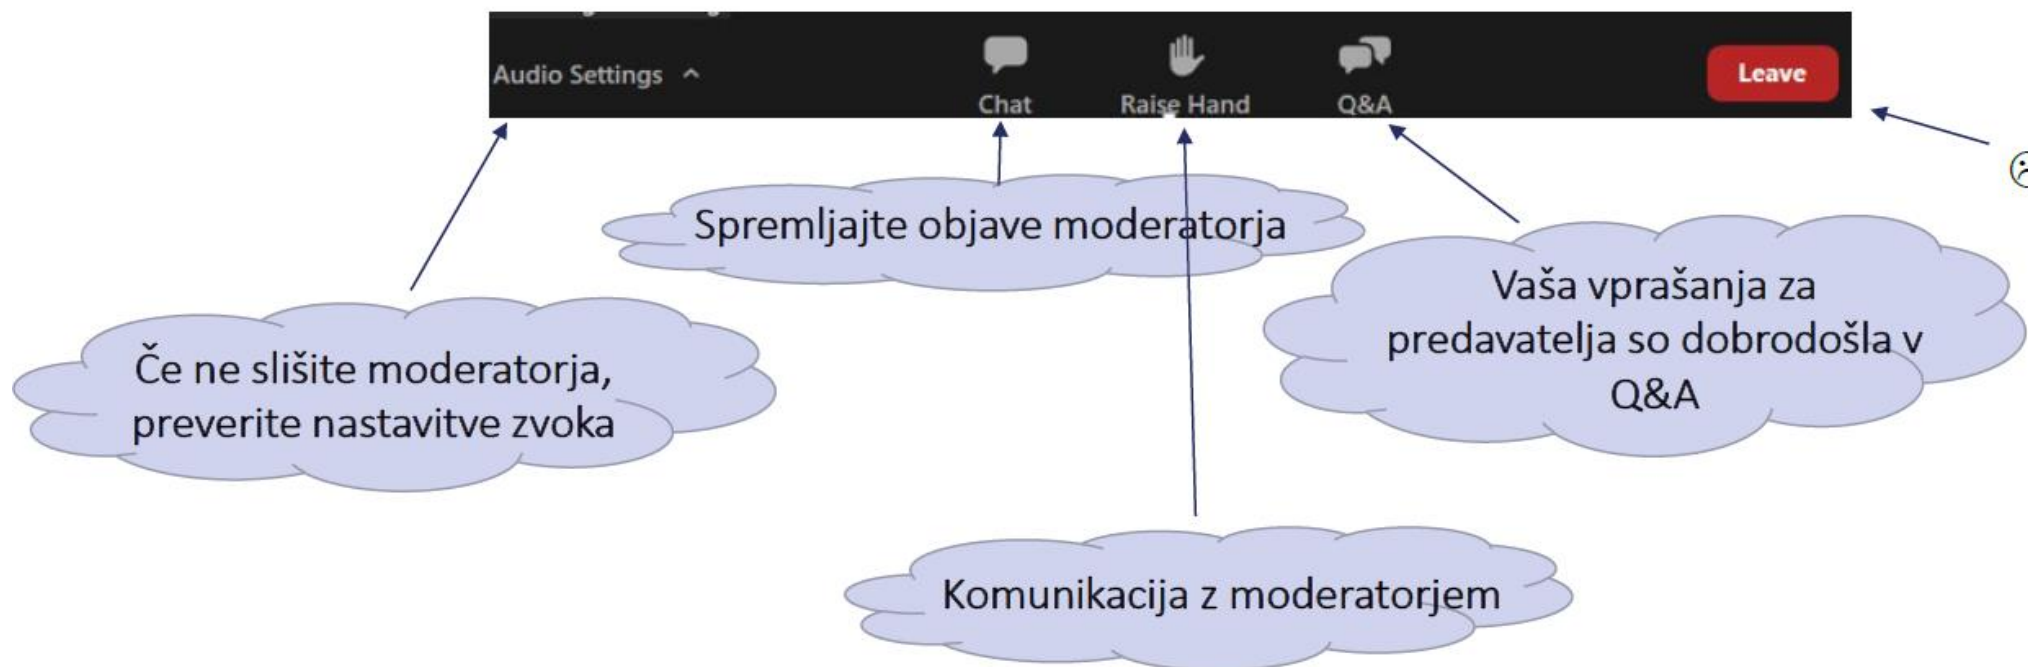 Audio Settings
Chat
Raise Hand
Q&A
Leave
Spremljajte objave moderatorja
Vaša vprašanja za
predavatelja so dobrodošla v
Q&A
Če ne slišite moderatorja,
preverite nastavitve zvoka
Komunikacija z moderatorjem